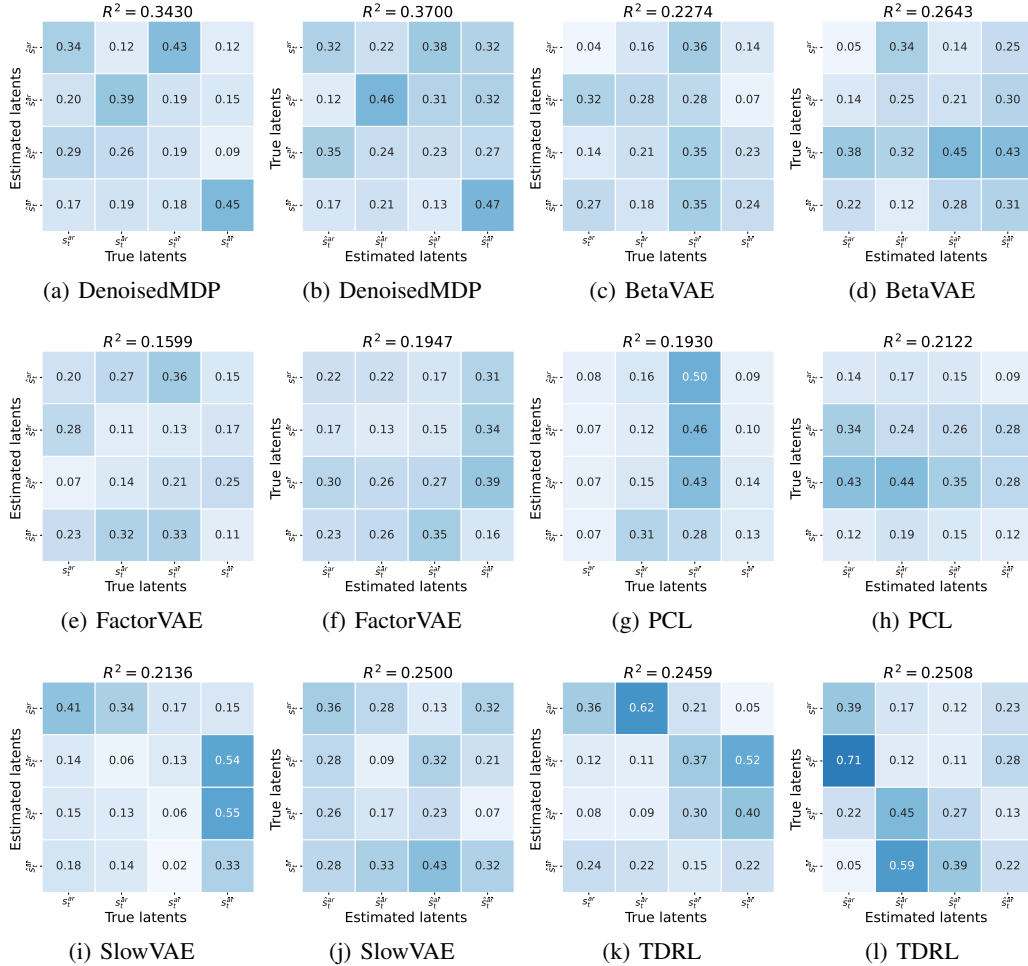 R² = 0.3430
Estimated latents
0.34 0.12 0.43 0.12
0.20 0.39 0.19 0.15
0.29 0.26 0.19 0.09
0.17 0.19 0.18 0.45
True latents
(a) DenoisedMDP
R² = 0.3700
True latents
0.32 0.22 0.38 0.32
0.12 0.46 0.31 0.32
0.35 0.24 0.23 0.27
0.17 0.21 0.13 0.47
Estimated latents
(b) DenoisedMDP
R² = 0.2274
Estimated latents
0.04 0.16 0.36 0.14
0.32 0.28 0.28 0.07
0.14 0.21 0.35 0.23
0.27 0.18 0.35 0.24
True latents
(c) BetaVAE
R² = 0.2643
True latents
0.05 0.34 0.14 0.25
0.14 0.25 0.21 0.30
0.38 0.32 0.45 0.43
0.22 0.12 0.28 0.31
Estimated latents
(d) BetaVAE
R² = 0.1599
Estimated latents
0.20 0.27 0.36 0.15
0.28 0.11 0.13 0.17
0.07 0.14 0.21 0.25
0.23 0.32 0.33 0.11
True latents
(e) FactorVAE
R² = 0.1947
True latents
0.22 0.22 0.17 0.31
0.17 0.13 0.15 0.34
0.30 0.26 0.27 0.39
0.23 0.26 0.35 0.16
Estimated latents
(f) FactorVAE
R² = 0.1930
Estimated latents
0.08 0.16 0.50 0.09
0.07 0.12 0.46 0.10
0.07 0.15 0.43 0.14
0.07 0.31 0.28 0.13
True latents
(g) PCL
R² = 0.2122
True latents
0.14 0.17 0.15 0.09
0.34 0.24 0.26 0.28
0.43 0.44 0.35 0.28
0.12 0.19 0.15 0.12
Estimated latents
(h) PCL
R² = 0.2136
Estimated latents
0.41 0.34 0.17 0.15
0.14 0.06 0.13 0.54
0.15 0.13 0.06 0.55
0.18 0.14 0.02 0.33
True latents
(i) SlowVAE
R² = 0.2500
True latents
0.36 0.28 0.13 0.32
0.28 0.09 0.32 0.21
0.26 0.17 0.23 0.07
0.28 0.33 0.43 0.32
Estimated latents
(j) SlowVAE
R² = 0.2459
Estimated latents
0.36 0.62 0.21 0.05
0.12 0.11 0.37 0.52
0.08 0.09 0.30 0.40
0.24 0.22 0.15 0.22
True latents
(k) TDRL
R² = 0.2508
True latents
0.39 0.17 0.12 0.23
0.71 0.12 0.11 0.28
0.22 0.45 0.27 0.13
0.05 0.59 0.39 0.22
Estimated latents
(l) TDRL